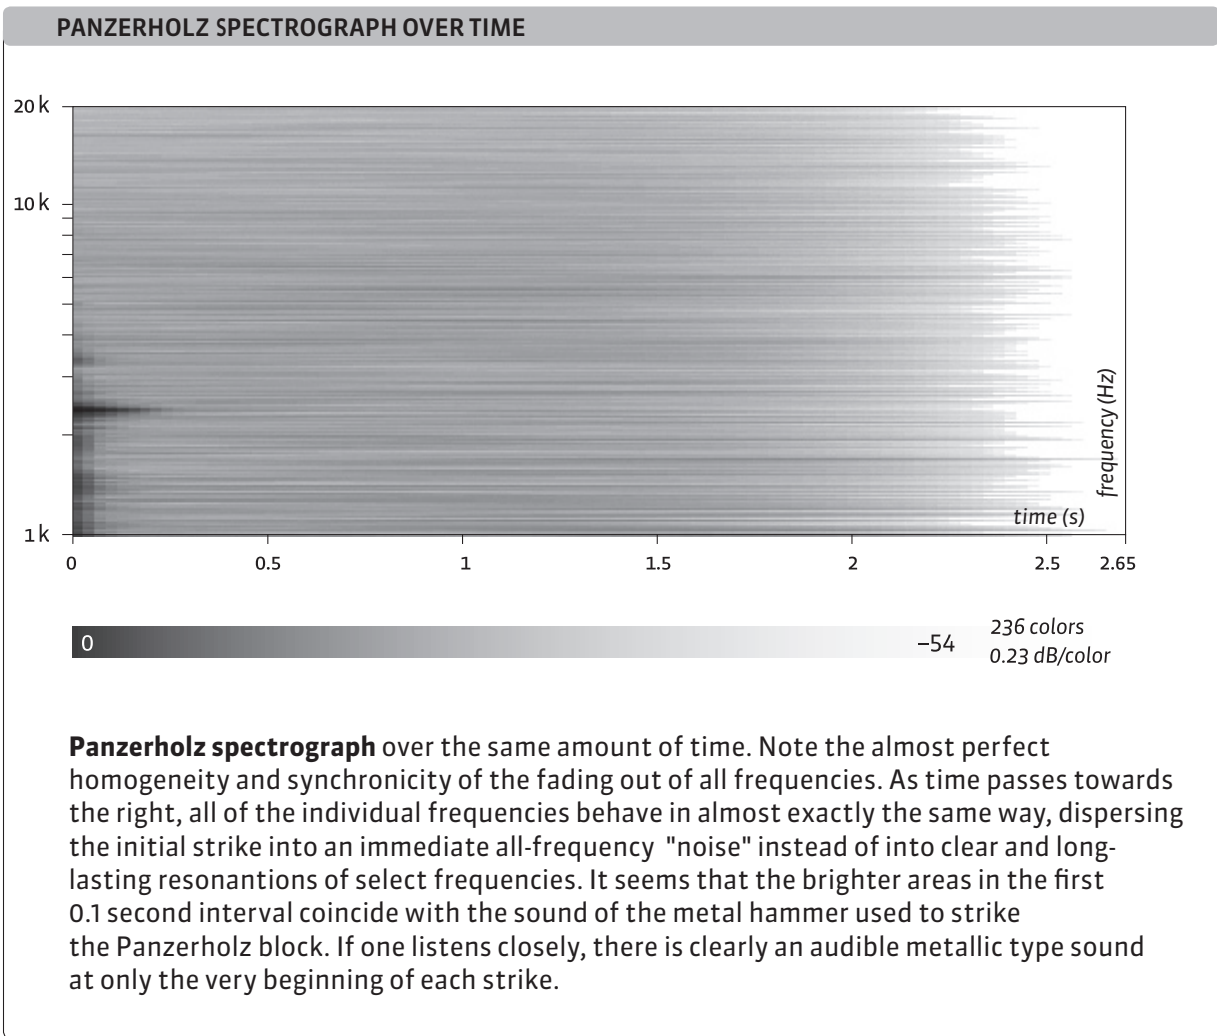 PANZERHOLZ SPECTROGRAPH OVER TIME
20 k
10 k
1 k
frequency (Hz)
time (s)
0 0.5 1 1.5 2 2.5 2.65
0 –54
236 colors
0.23 dB/color
Panzerholz spectrograph over the same amount of time. Note the almost perfect
homogeneity and synchronicity of the fading out of all frequencies. As time passes towards
the right, all of the individual frequencies behave in almost exactly the same way, dispersing
the initial strike into an immediate all-frequency "noise" instead of into clear and long-
lasting resonantions of select frequencies. It seems that the brighter areas in the first
0.1 second interval coincide with the sound of the metal hammer used to strike
the Panzerholz block. If one listens closely, there is clearly an audible metallic type sound
at only the very beginning of each strike.